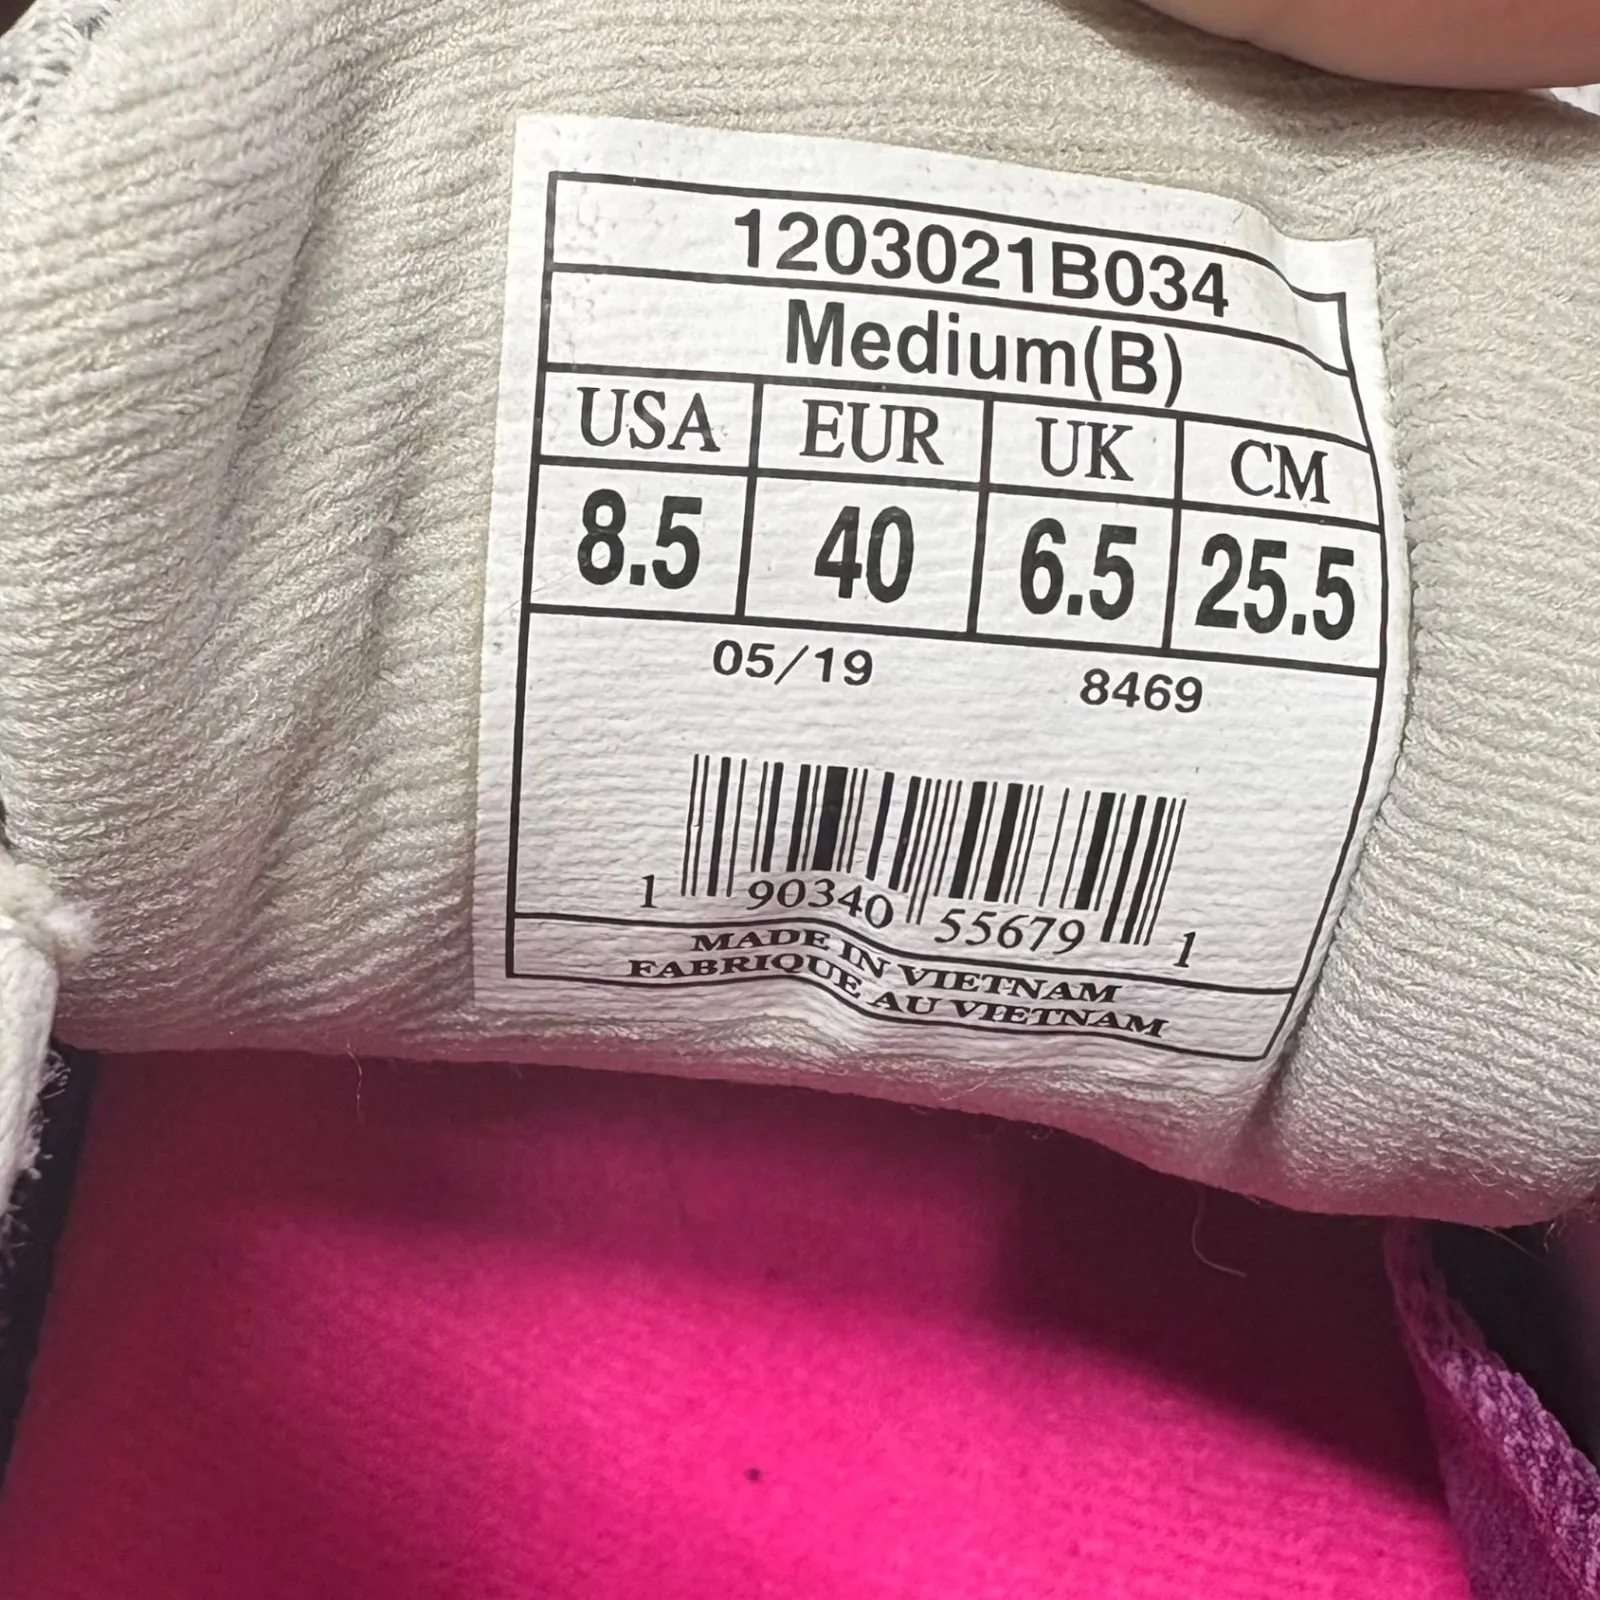 1203021B034
Medium(B)
USA EUR UK CM
8.5 40 6.5 25.5
05/19 8469
1 90340 55679 1
MADE IN VIETNAM
FABRIQUE AU VIETNAM